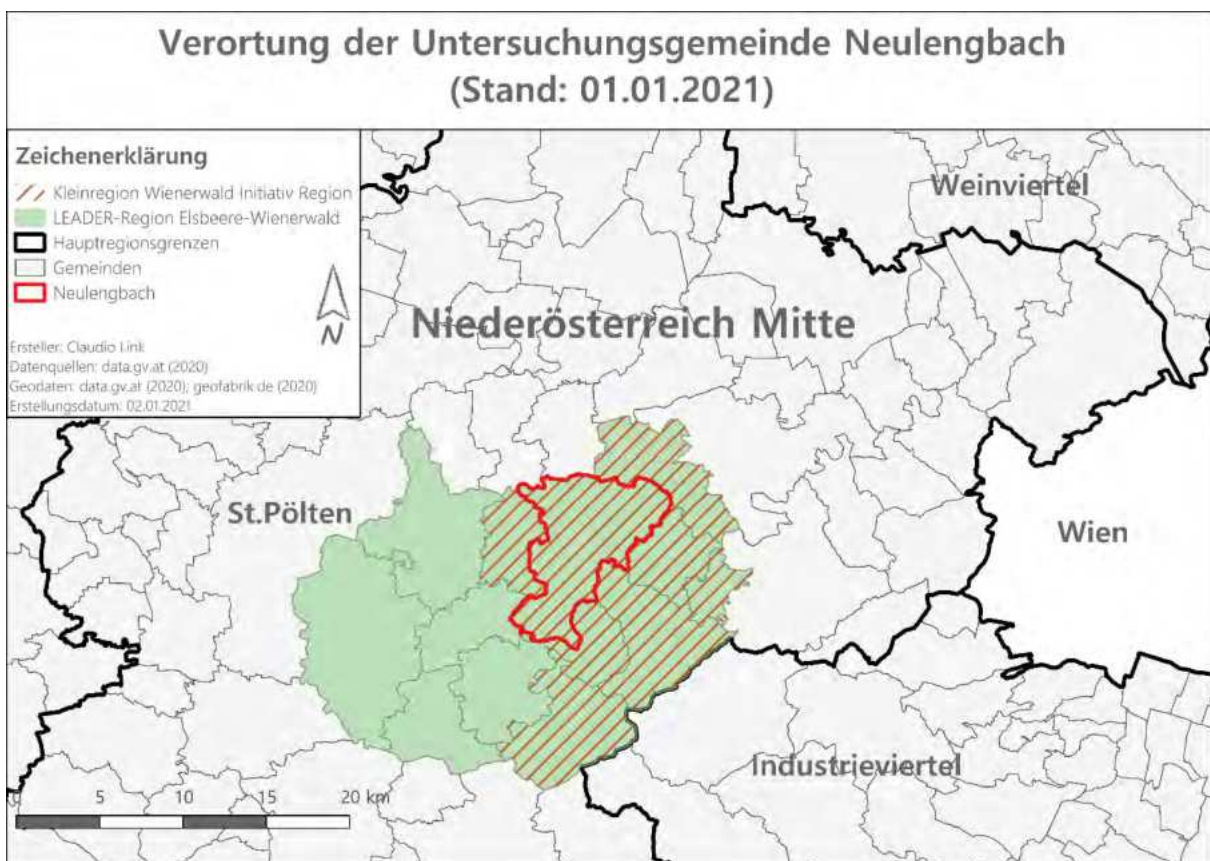 Verortung der Untersuchungsgemeinde Neulengbach
(Stand: 01.01.2021)
Zeichenerklärung
Kleinregion Wienerwald Initiativ Region
LEADER-Region Elsbeere-Wienerwald
Hauptregionsgrenzen
Gemeinden
Neulengbach
N
Ersteller: Claudio Link
Datenquellen: data.gv.at (2020)
Geodaten: data.gv.at (2020); geofabrik.de (2020)
Erstellungsdatum: 02.01.2021
Weinviertel
Niederösterreich Mitte
St.Pölten
Wien
Industrieviertel
0 5 10 15 20 km